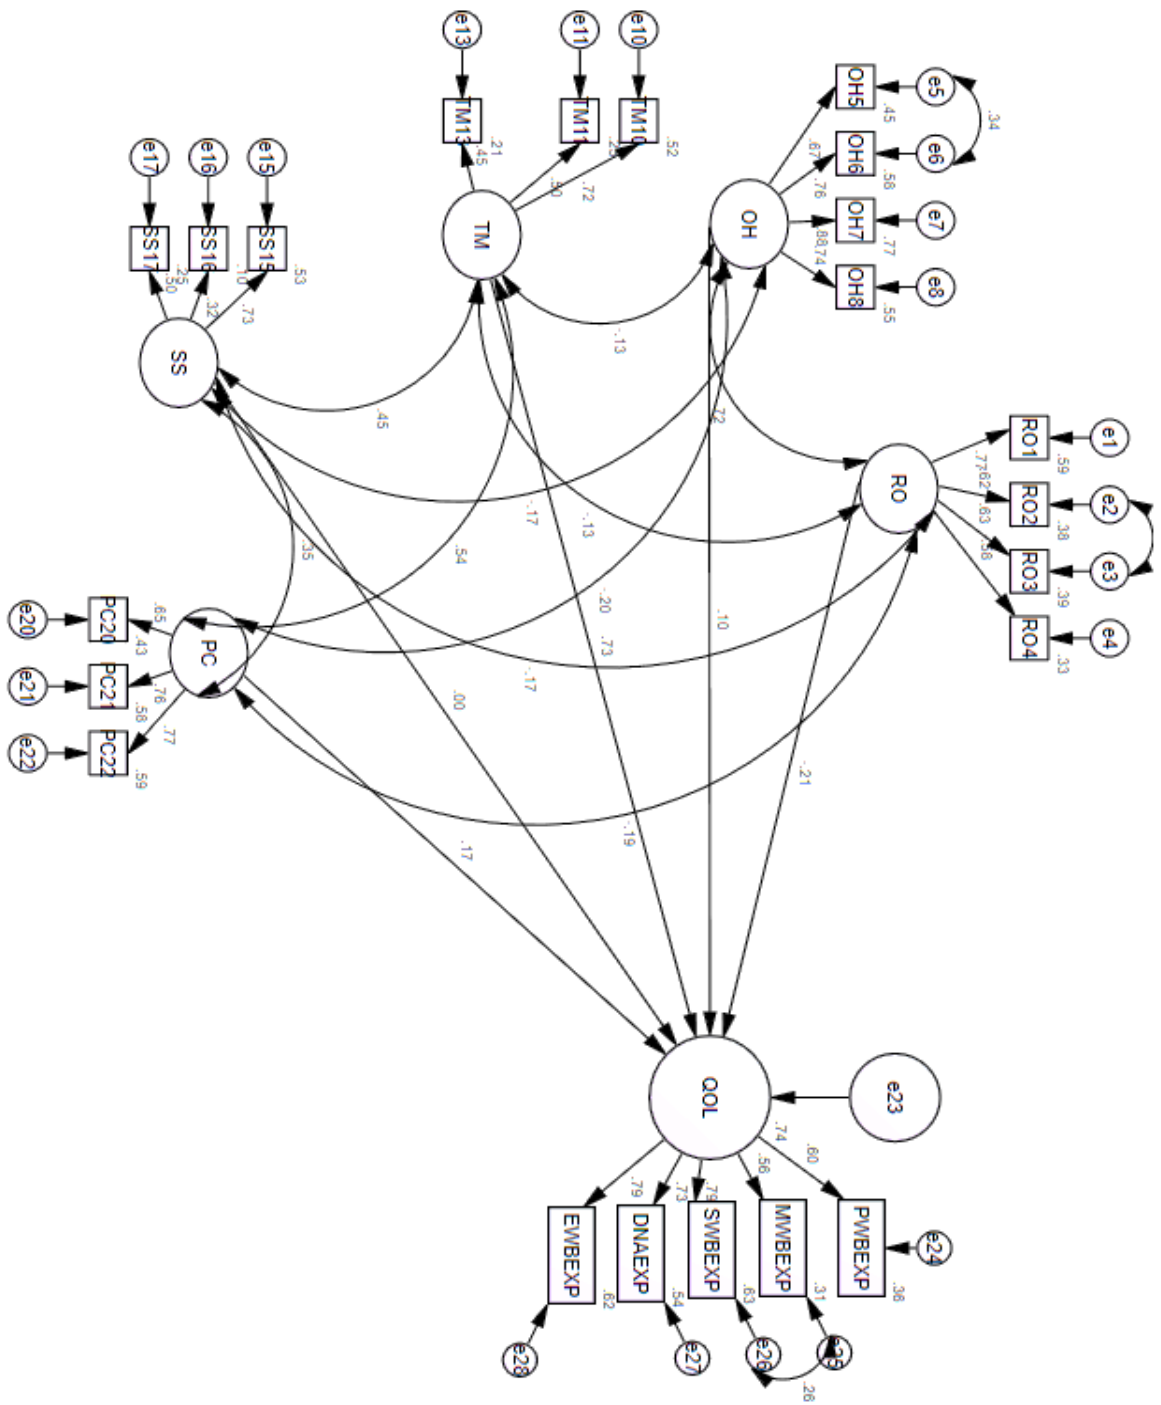 e1
.59
RO1
.77
e2
.38
RO2
.62
e3
.39
RO3
.63
e4
.33
RO4
.58
RO
e5
.45
OH5
.67
e6
.58
OH6
.76
.34
e7
.77
OH7
.88
e8
.55
OH8
.74
OH
e10
.52
TM10
.72
e11
.25
TM11
.50
e13
.21
TM13
.45
TM
e15
.53
SS15
.73
e16
.10
SS16
.32
e17
.25
SS17
.50
SS
e20
.43
PC20
.65
e21
.58
PC21
.76
e22
.59
PC22
.77
PC
-.13
.72
.45
-.17
-.13
.54
.35
-.20
.73
-.17
.10
.00
-.21
-.19
.17
e23
QOL
.74
.60
.56
.79
.73
.79
PWBEXP
.36
e24
MWBEXP
.31
e25
SWBEXP
.63
e26
.26
DNAEXP
.54
e27
EWBEXP
.62
e28